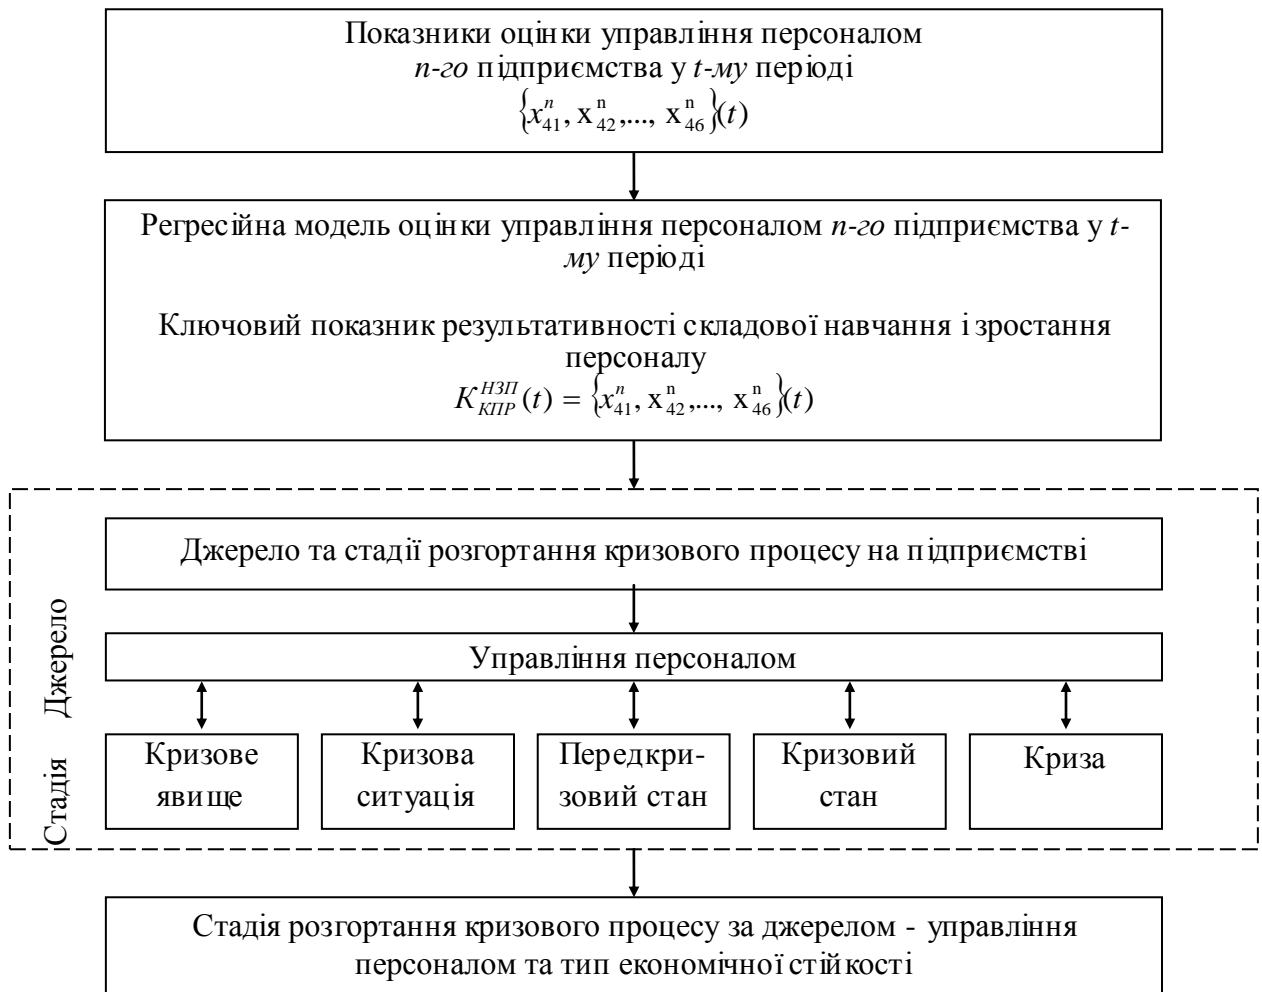 Показники оцінки управління персоналом
n-го підприємства у t-му періоді
{x₄₁ⁿ, x₄₂ⁿ,..., x₄₆ⁿ}(t)
Регресійна модель оцінки управління персоналом n-го підприємства у t-
му періоді
Ключовий показник результативності складової навчання і зростання
персоналу
K_КПР^НЗП(t) = {x₄₁ⁿ, x₄₂ⁿ,..., x₄₆ⁿ}(t)
Джерело та стадії розгортання кризового процесу на підприємстві
Джерело
Управління персоналом
Стадія
Кризове
явище
Кризова
ситуація
Передкри-
зовий стан
Кризовий
стан
Криза
Стадія розгортання кризового процесу за джерелом - управління
персоналом та тип економічної стійкості